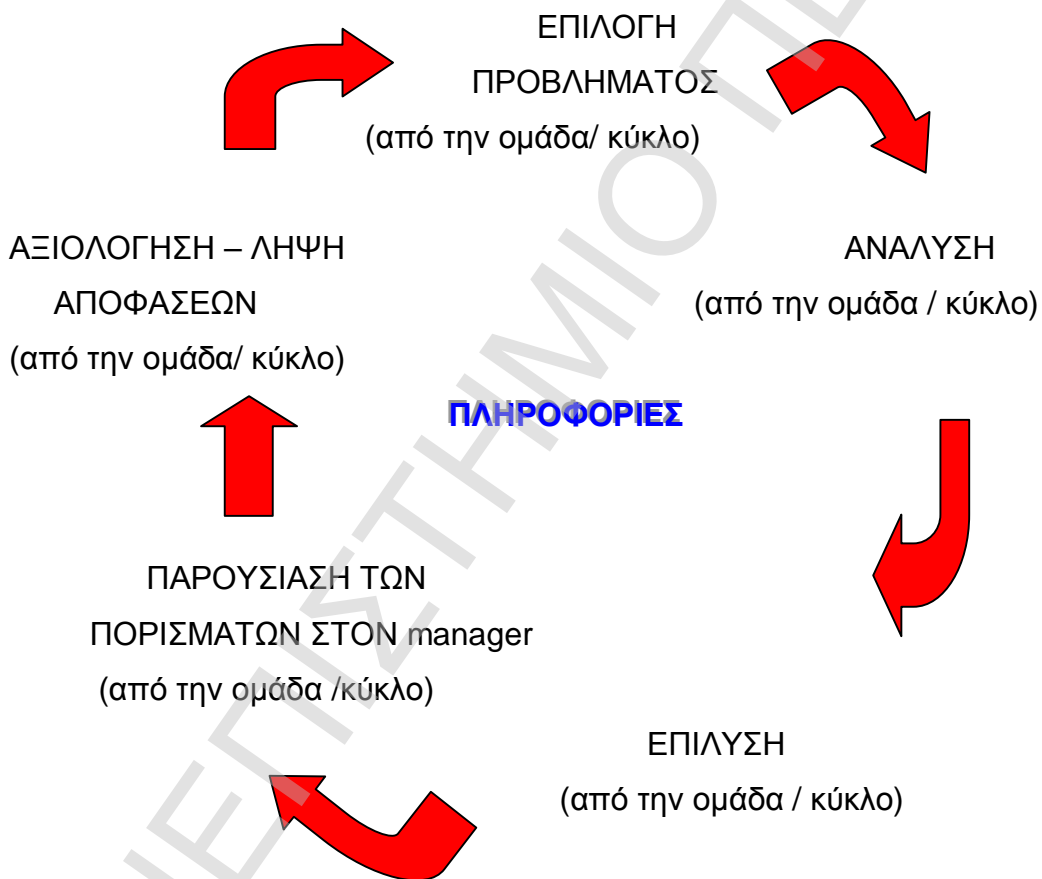 ΕΠΙΛΟΓΗ
ΠΡΟΒΛΗΜΑΤΟΣ
(από την ομάδα/ κύκλο)
ΑΝΑΛΥΣΗ
(από την ομάδα / κύκλο)
ΑΞΙΟΛΟΓΗΣΗ – ΛΗΨΗ
ΑΠΟΦΑΣΕΩΝ
(από την ομάδα/ κύκλο)
ΠΛΗΡΟΦΟΡΙΕΣ
ΠΑΡΟΥΣΙΑΣΗ ΤΩΝ
ΠΟΡΙΣΜΑΤΩΝ ΣΤΟΝ manager
(από την ομάδα /κύκλο)
ΕΠΙΛΥΣΗ
(από την ομάδα / κύκλο)